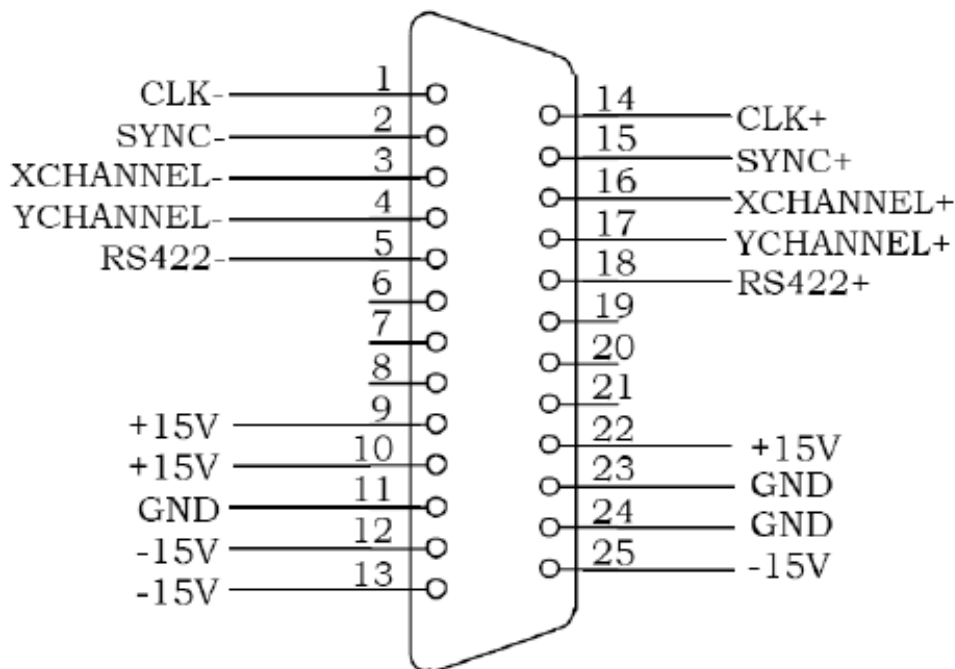 CLK- 1
SYNC- 2
XCHANNEL- 3
YCHANNEL- 4
RS422- 5
6
7
8
+15V 9
+15V 10
GND 11
-15V 12
-15V 13
14 CLK+
15 SYNC+
16 XCHANNEL+
17 YCHANNEL+
18 RS422+
19
20
21
22 +15V
23 GND
24 GND
25 -15V